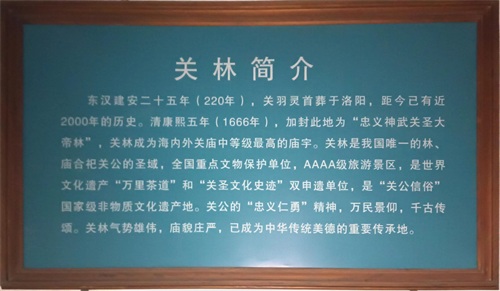 关林简介
东汉建安二十五年（220年），关羽灵首葬于洛阳，距今已有近
2000年的历史。清康熙五年（1666年），加封此地为“忠义神武关圣大
帝林”，关林成为海内外关庙中等级最高的庙宇。关林是我国唯一的林、
庙合祀关公的圣域，全国重点文物保护单位，AAAA级旅游景区，是世界
文化遗产“万里茶道”和“关圣文化史迹”双申遗单位，是“关公信俗”
国家级非物质文化遗产地。关公的“忠义仁勇”精神，万民景仰，千古传
颂。关林气势雄伟，庙貌庄严，已成为中华传统美德的重要传承地。